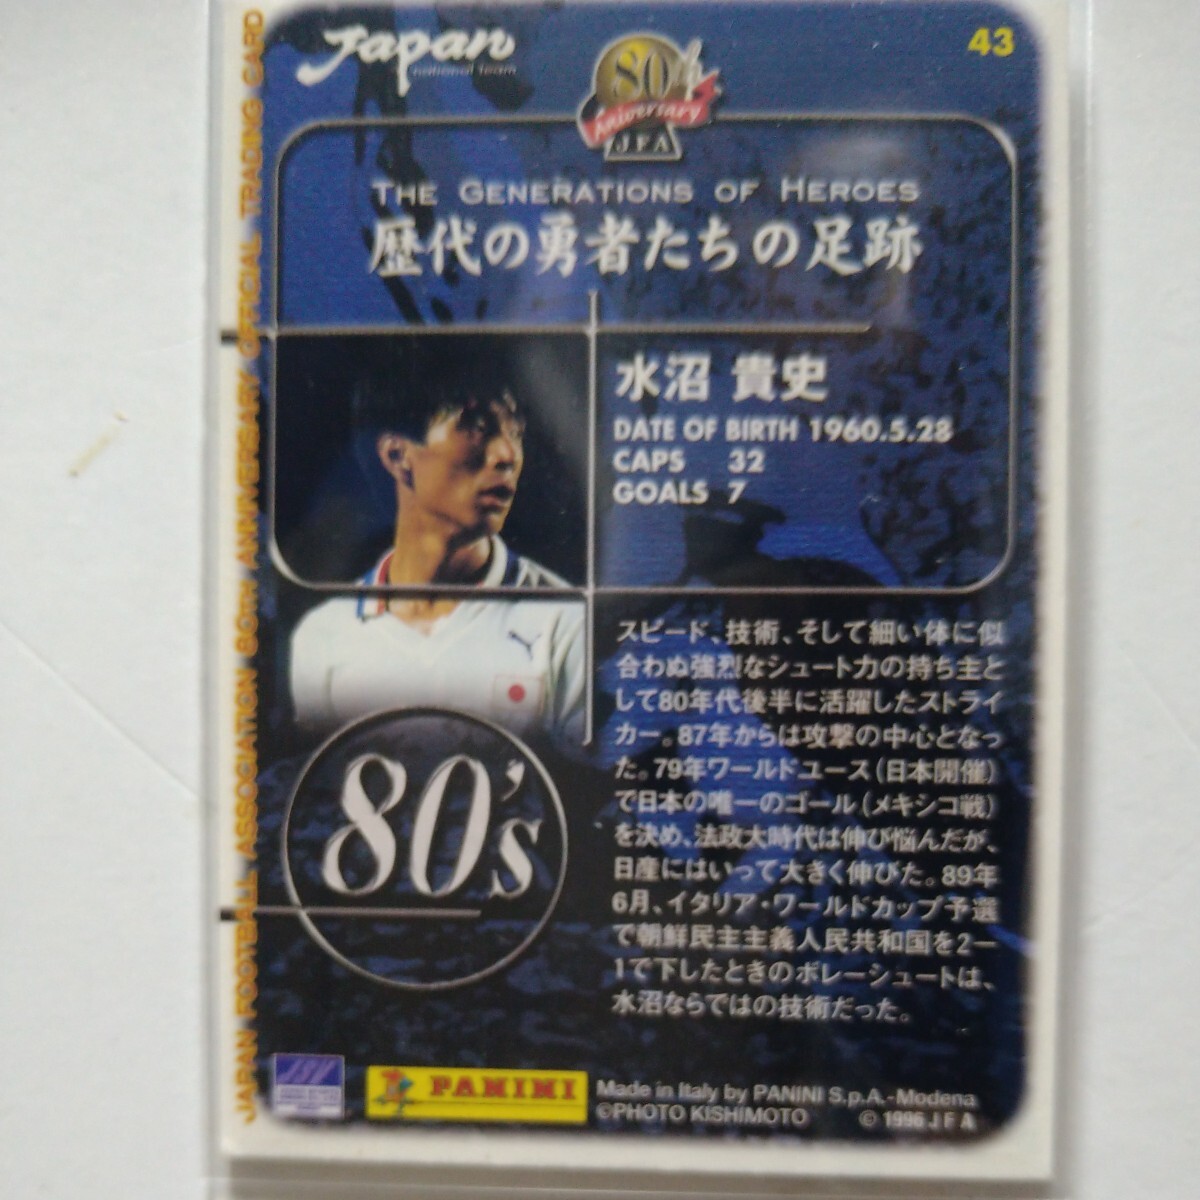 Japan
national team
80th
Aniversary
JFA
43
THE GENERATIONS OF HEROES
歴代の勇者たちの足跡
水沼 貴史
DATE OF BIRTH 1960.5.28
CAPS 32
GOALS 7
スピード、技術、そして細い体に似
合わぬ強烈なシュート力の持ち主と
して80年代後半に活躍したストライ
カー。87年からは攻撃の中心となっ
た。79年ワールドユース(日本開催)
で日本の唯一のゴール(メキシコ戦)
を決め、法政大時代は伸び悩んだが、
日産にはいって大きく伸びた。89年
6月、イタリア・ワールドカップ予選
で朝鮮民主主義人民共和国を2−
1で下したときのボレーシュートは、
水沼ならではの技術だった。
80's
JAPAN FOOTBALL ASSOCIATION 80TH ANNIVERSARY OFFICIAL TRADING CARD
PANINI
Made in Italy by PANINI S.p.A.-Modena
©PHOTO KISHIMOTO © 1996 J F A